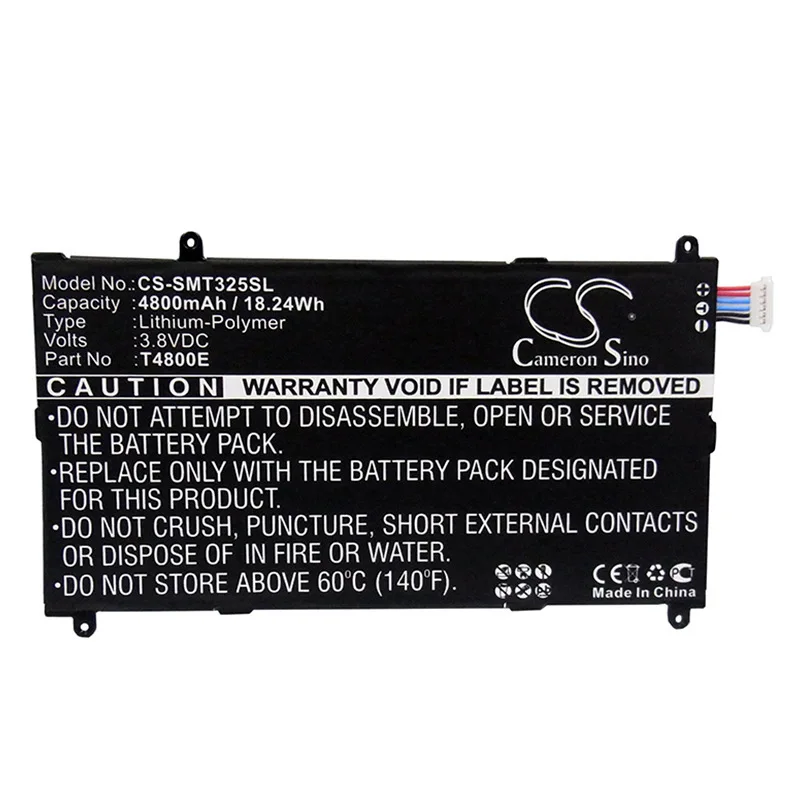 Model No.: CS-SMT325SL
Capacity : 4800mAh / 18.24Wh
Type : Lithium-Polymer
Volts : 3.8VDC
Part No : T4800E
CS
Cameron Sino
CAUTION WARRANTY VOID IF LABEL IS REMOVED
•DO NOT ATTEMPT TO DISASSEMBLE, OPEN OR SERVICE
THE BATTERY PACK.
•REPLACE ONLY WITH THE BATTERY PACK DESIGNATED
FOR THIS PRODUCT.
•DO NOT CRUSH, PUNCTURE, SHORT EXTERNAL CONTACTS
OR DISPOSE OF IN FIRE OR WATER.
•DO NOT STORE ABOVE 60°C (140°F).
CE PCT
Made In China